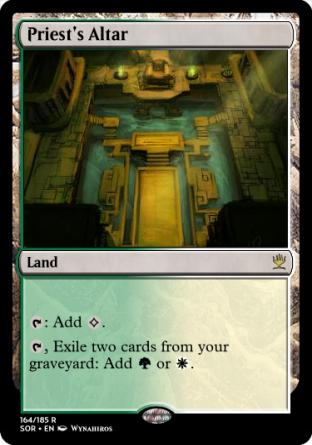 Priest's Altar
Land
: Add .
, Exile two cards from your
graveyard: Add or .
164/185 R
SOR • EN Wynahiros